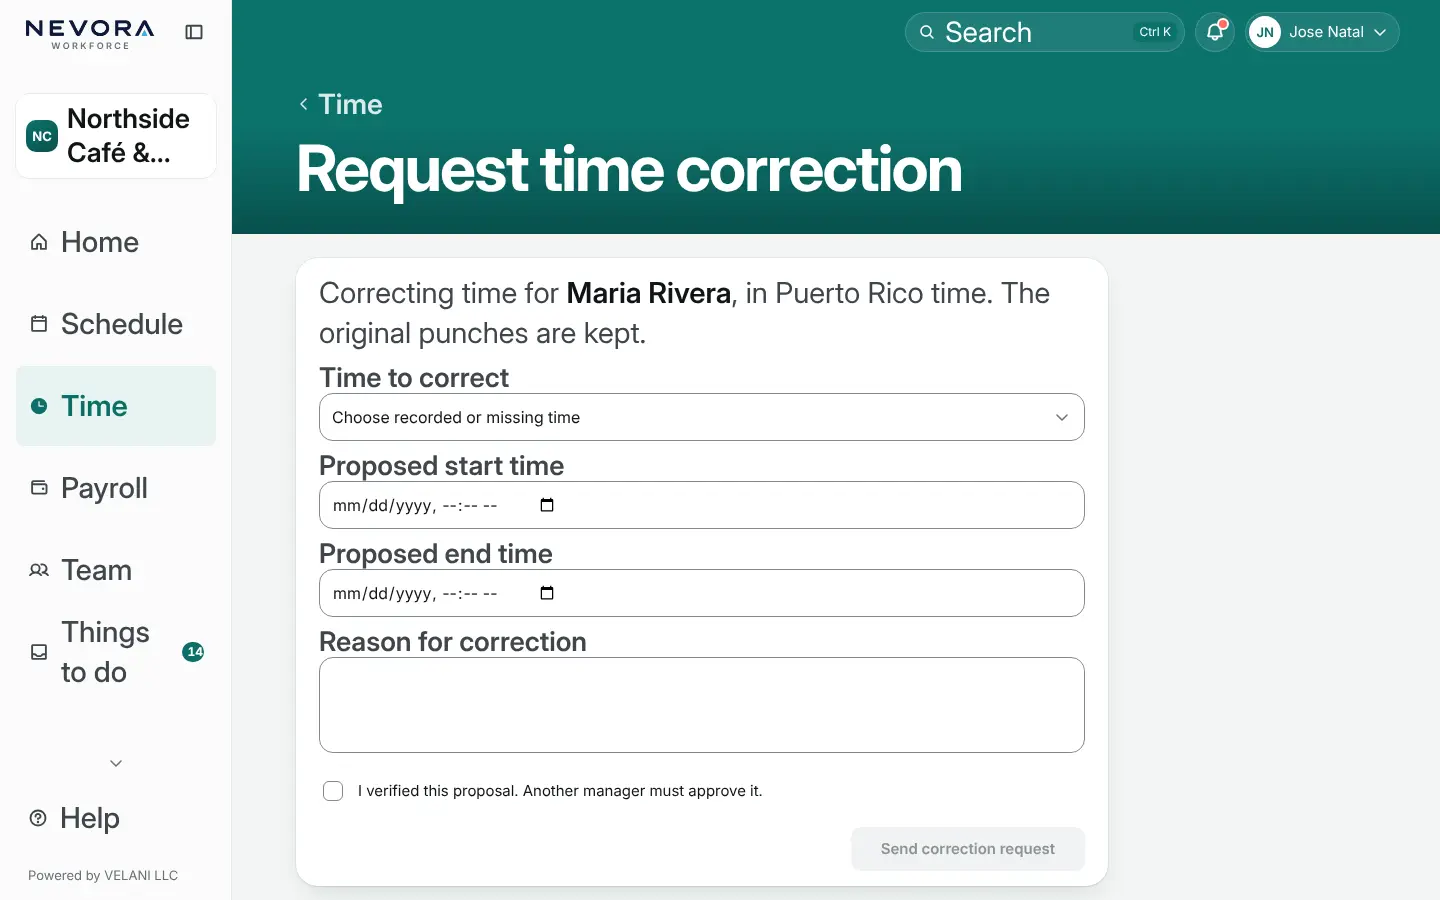 NEVORA
WORKFORCE
Search
Ctrl K
JN
Jose Natal
NC
Northside
Café &...
Time
Request time correction
Home
Schedule
Time
Payroll
Team
Things
to do
14
Help
Powered by VELANI LLC
Correcting time for Maria Rivera, in Puerto Rico time. The
original punches are kept.
Time to correct
Choose recorded or missing time
Proposed start time
mm/dd/yyyy, --:-- --
Proposed end time
mm/dd/yyyy, --:-- --
Reason for correction
I verified this proposal. Another manager must approve it.
Send correction request